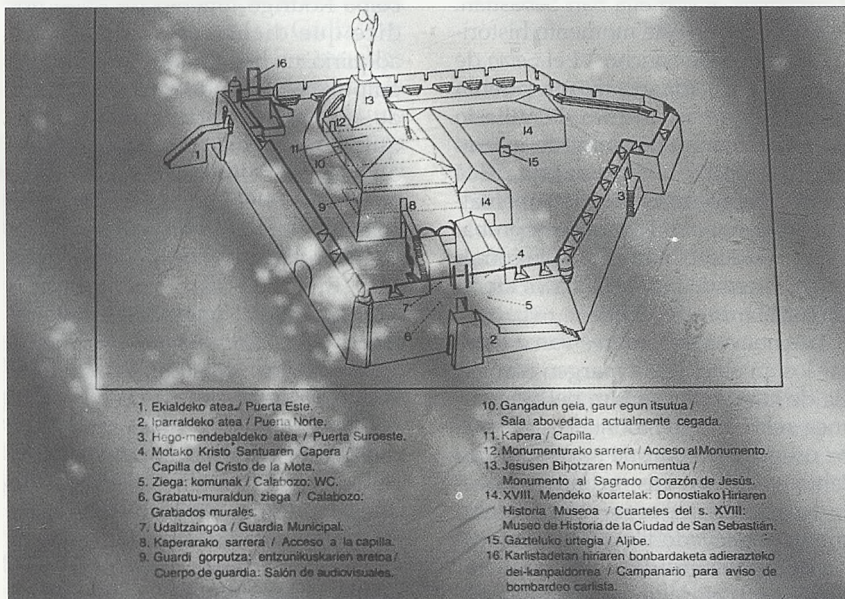 16
13
12
14
11
1
10
15
3
9
8
14
4
7
5
6
2
1. Ekialdeko atea / Puerta Este.
2. Iparraldeko atea / Puerta Norte.
3. Hego-mendebaldeko atea / Puerta Suroeste.
4. Motako Kristo Santuaren Capera /
Capilla del Cristo de la Mota.
5. Ziega: komunak / Calabozo: WC.
6. Grabatu-muraldun ziega / Calabozo:
Grabados murales.
7. Udaltzaingoa / Guardia Municipal.
8. Kaperarako sarrera / Acceso a la capilla.
9. Guardi gorputza: entzunikuskarien aretoa /
Cuerpo de guardia: Salón de audiovisuales.
10. Gangadun gela, gaur egun itsutua /
Sala abovedada actualmente cegada.
11. Kapera / Capilla.
12. Monumenturako sarrera / Acceso al Monumento.
13. Jesusen Bihotzaren Monumentua /
Monumento al Sagrado Corazón de Jesús.
14. XVIII. Mendeko koartelak: Donostiako Hiriaren
Historia Museoa / Cuarteles del s. XVIII:
Museo de Historia de la Ciudad de San Sebastián.
15. Gazteluko urtegia / Aljibe.
16. Karlistadetan hiriaren bonbardaketa adierazteko
dei-kanpaidorrea / Campanario para aviso de
bombardeo carlista.